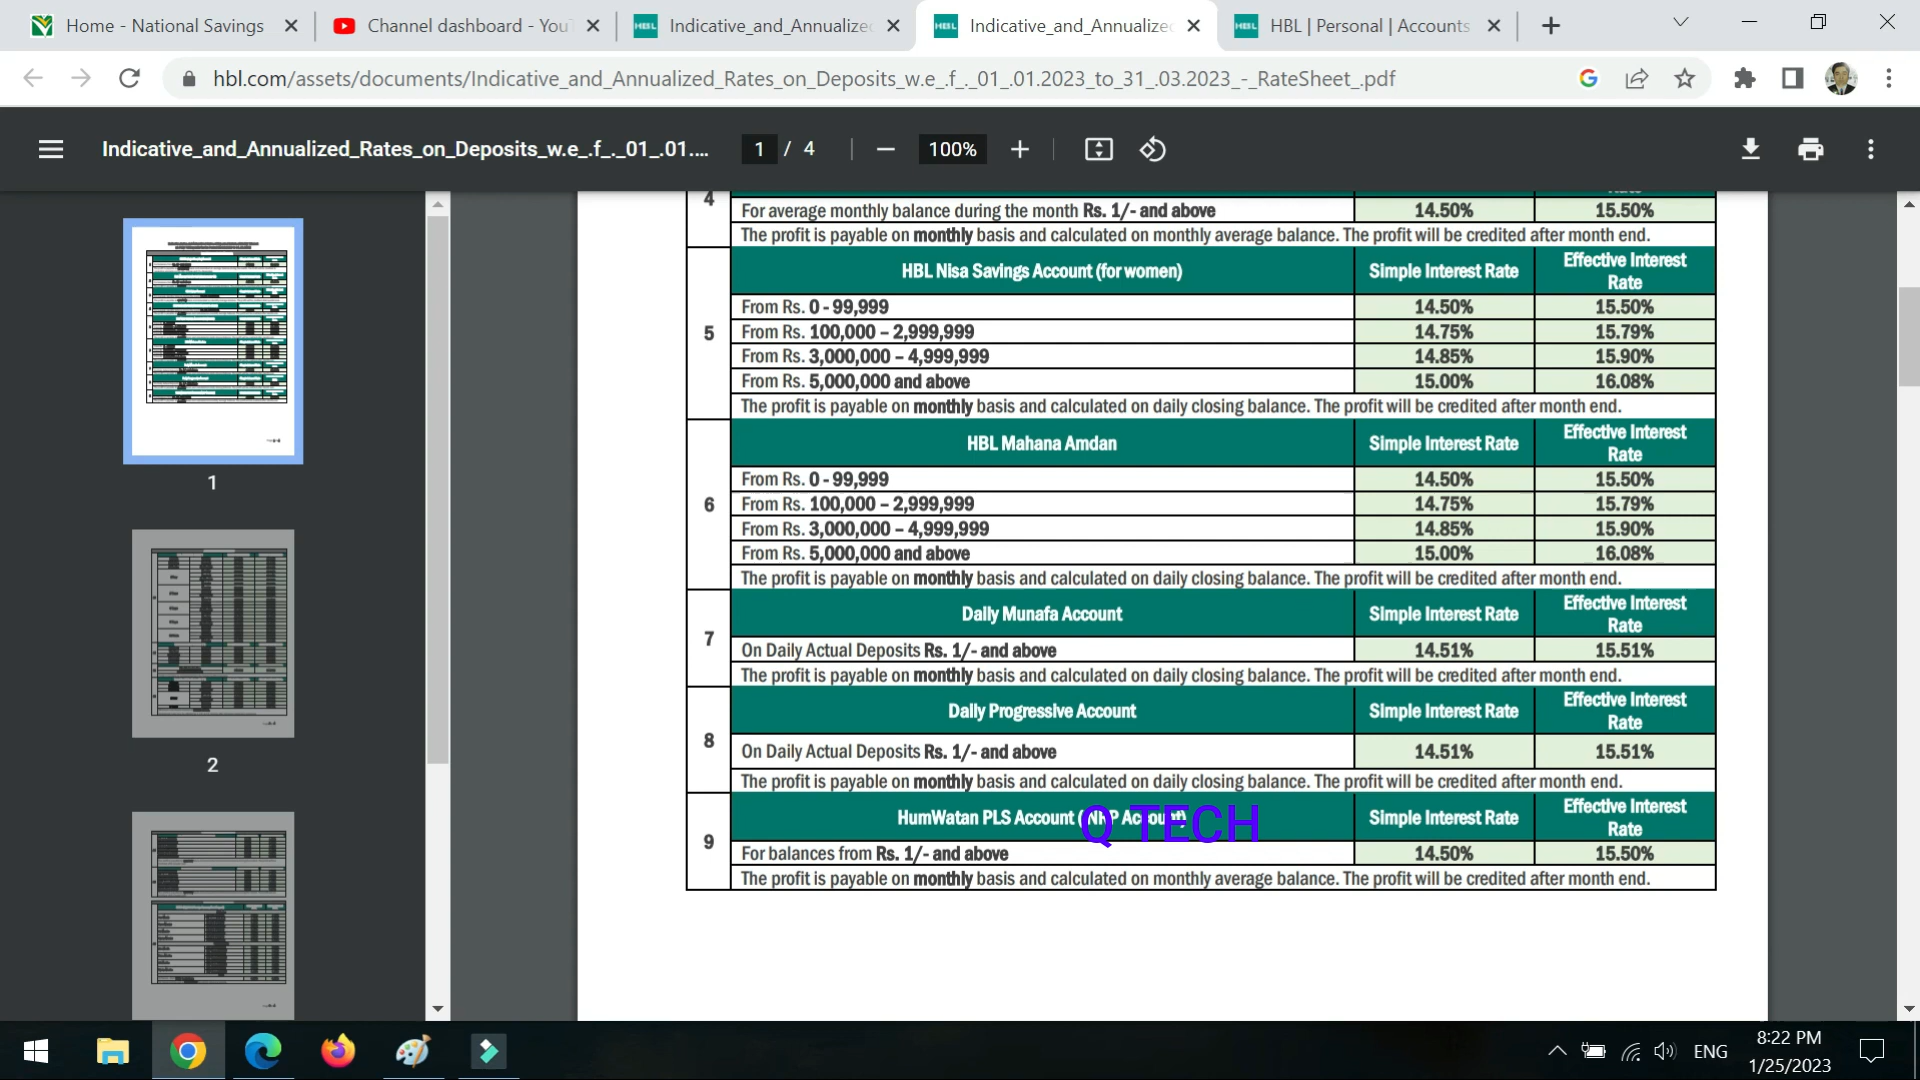 Home - National Savings
Channel dashboard - You
Indicative_and_Annualized
Indicative_and_Annualized
HBL | Personal | Accounts
hbl.com/assets/documents/Indicative_and_Annualized_Rates_on_Deposits_w.e_.f_._01_.01.2023_to_31_.03.2023_-_RateSheet_.pdf
Indicative_and_Annualized_Rates_on_Deposits_w.e_.f_._01_.01....
1 / 4
100%
4
For average monthly balance during the month Rs. 1/- and above 14.50% 15.50%
The profit is payable on monthly basis and calculated on monthly average balance. The profit will be credited after month end.
5
HBL Nisa Savings Account (for women) Simple Interest Rate Effective Interest Rate
From Rs. 0 - 99,999 14.50% 15.50%
From Rs. 100,000 – 2,999,999 14.75% 15.79%
From Rs. 3,000,000 – 4,999,999 14.85% 15.90%
From Rs. 5,000,000 and above 15.00% 16.08%
The profit is payable on monthly basis and calculated on daily closing balance. The profit will be credited after month end.
6
HBL Mahana Amdan Simple Interest Rate Effective Interest Rate
From Rs. 0 - 99,999 14.50% 15.50%
From Rs. 100,000 – 2,999,999 14.75% 15.79%
From Rs. 3,000,000 – 4,999,999 14.85% 15.90%
From Rs. 5,000,000 and above 15.00% 16.08%
The profit is payable on monthly basis and calculated on daily closing balance. The profit will be credited after month end.
7
Daily Munafa Account Simple Interest Rate Effective Interest Rate
On Daily Actual Deposits Rs. 1/- and above 14.51% 15.51%
The profit is payable on monthly basis and calculated on daily closing balance. The profit will be credited after month end.
8
Daily Progressive Account Simple Interest Rate Effective Interest Rate
On Daily Actual Deposits Rs. 1/- and above 14.51% 15.51%
The profit is payable on monthly basis and calculated on daily closing balance. The profit will be credited after month end.
9
HumWatan PLS Account (NRP Account) Simple Interest Rate Effective Interest Rate
Q TECH
For balances from Rs. 1/- and above 14.50% 15.50%
The profit is payable on monthly basis and calculated on monthly average balance. The profit will be credited after month end.
1
2
ENG
8:22 PM
1/25/2023